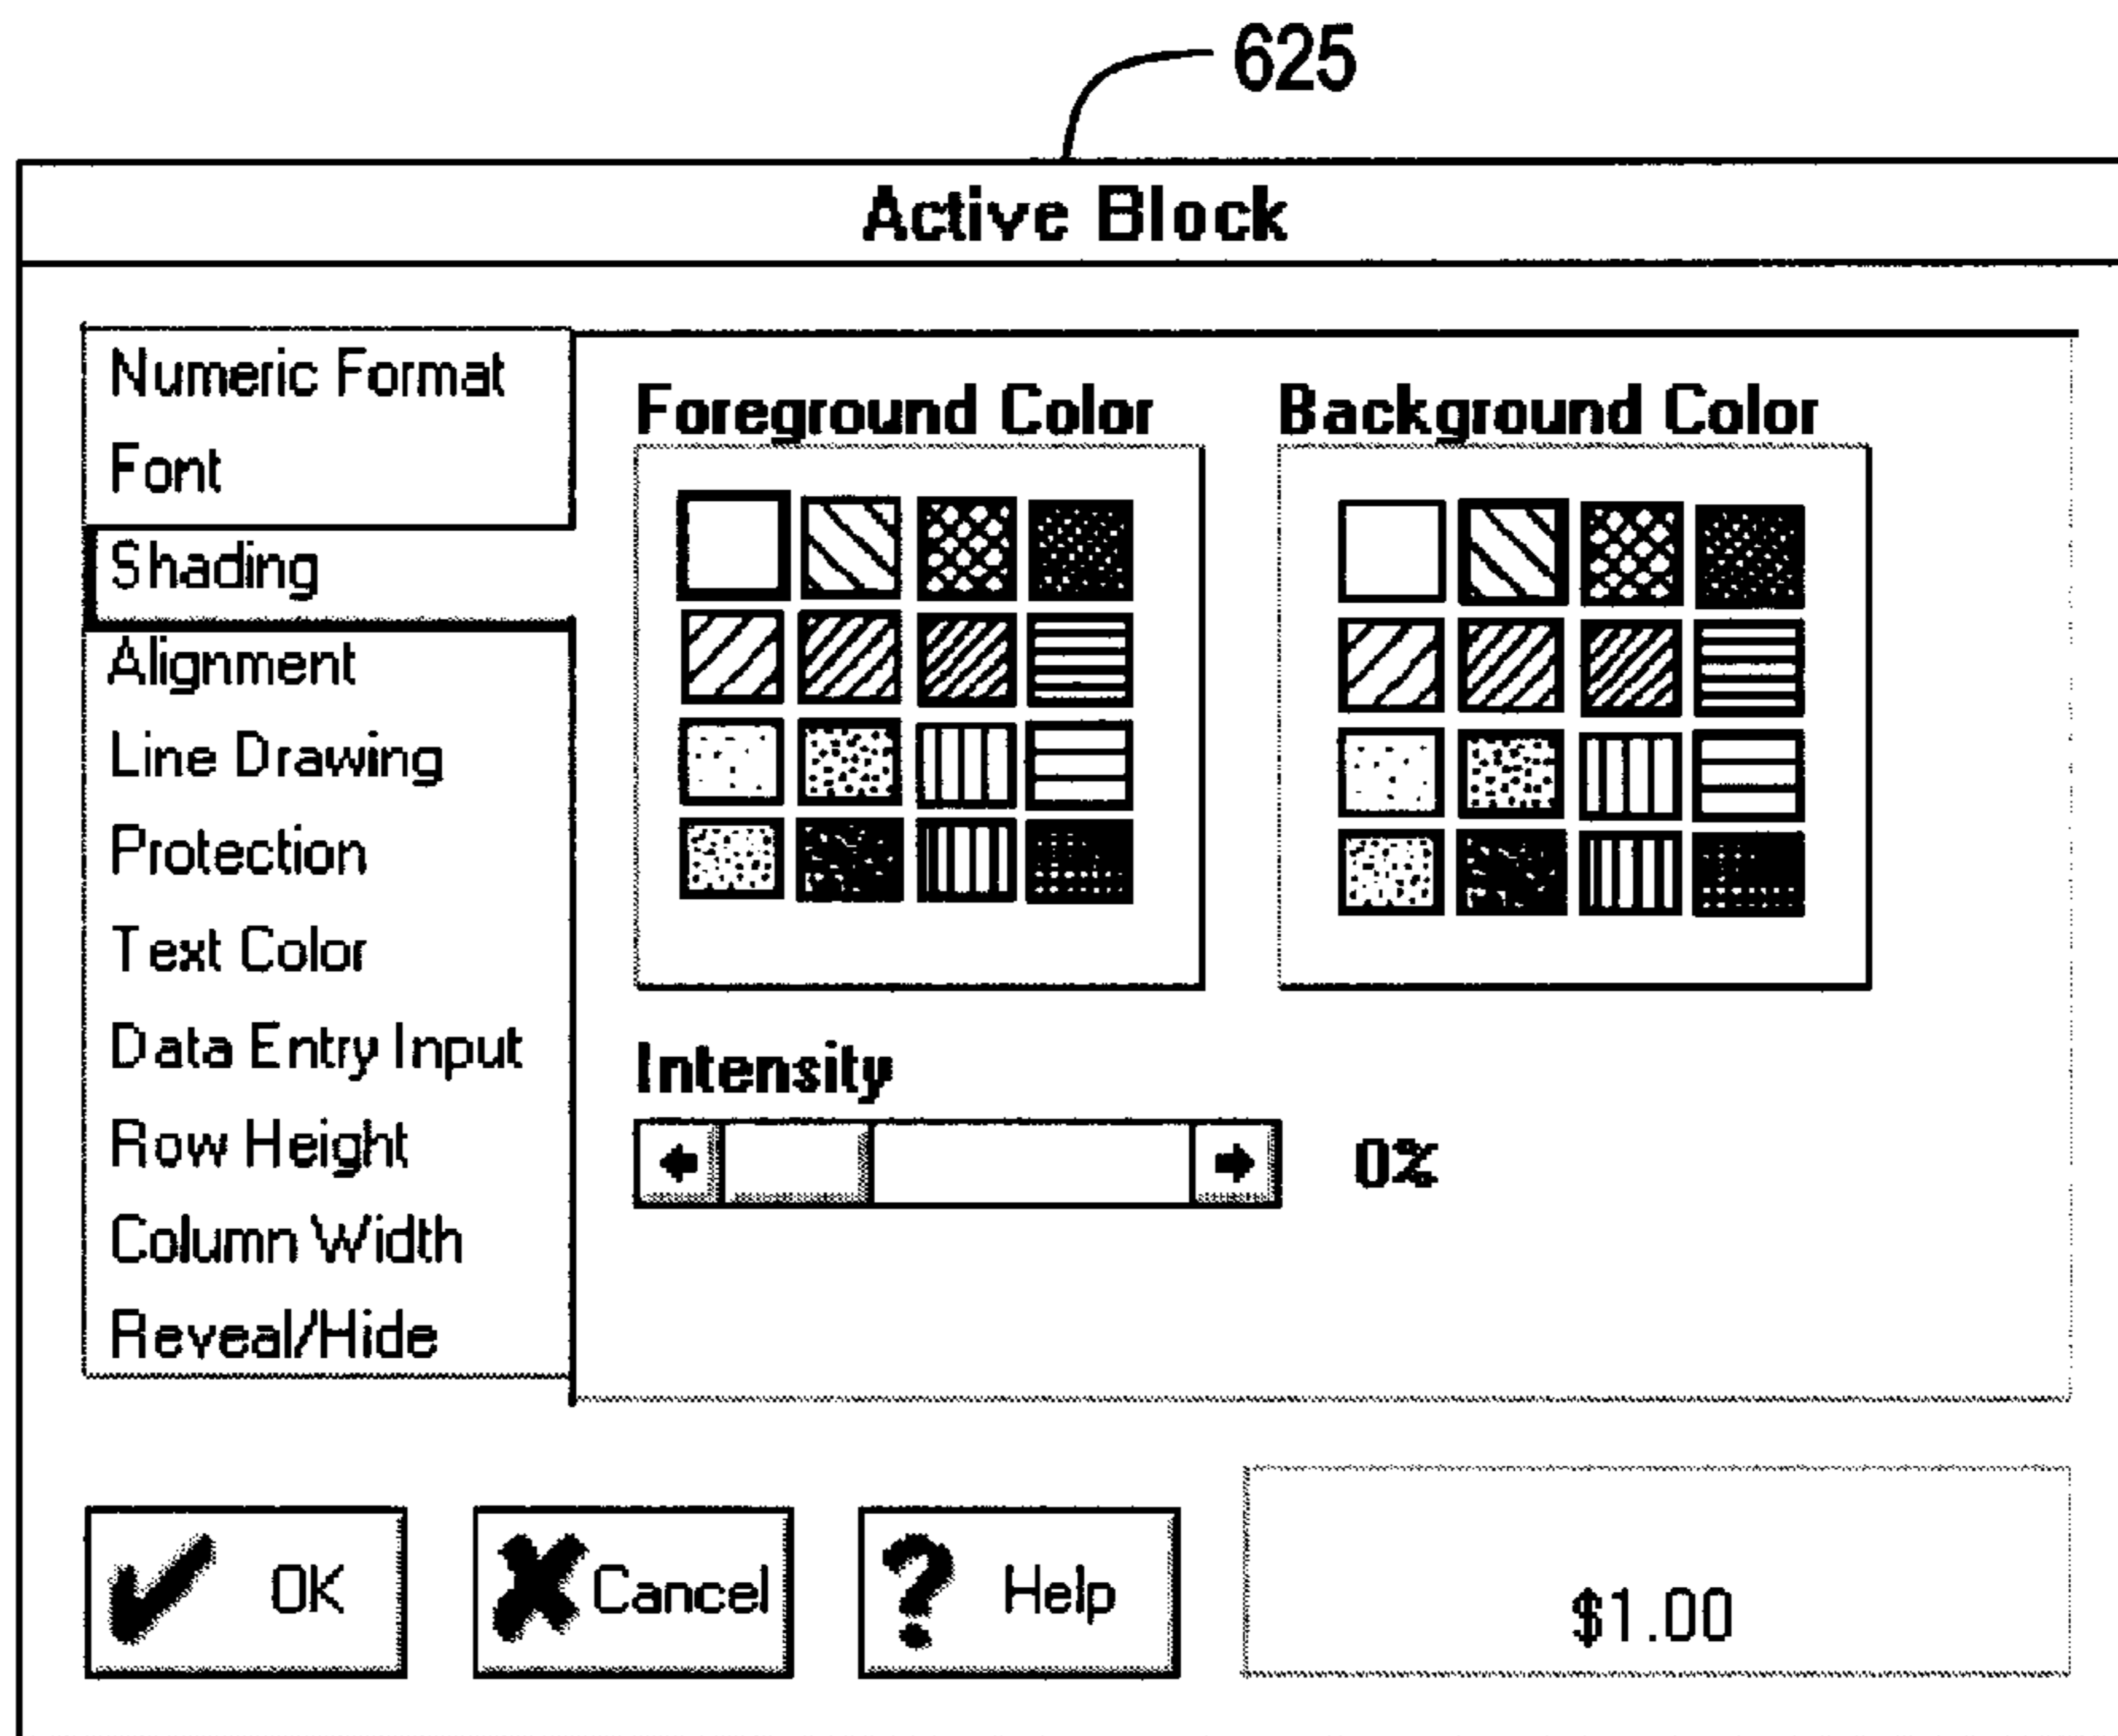 625
Active Block
Numeric Format
Font
Shading
Alignment
Line Drawing
Protection
Text Color
Data Entry Input
Row Height
Column Width
Reveal/Hide
Foreground Color
Background Color
Intensity
0%
OK
Cancel
Help
$1.00